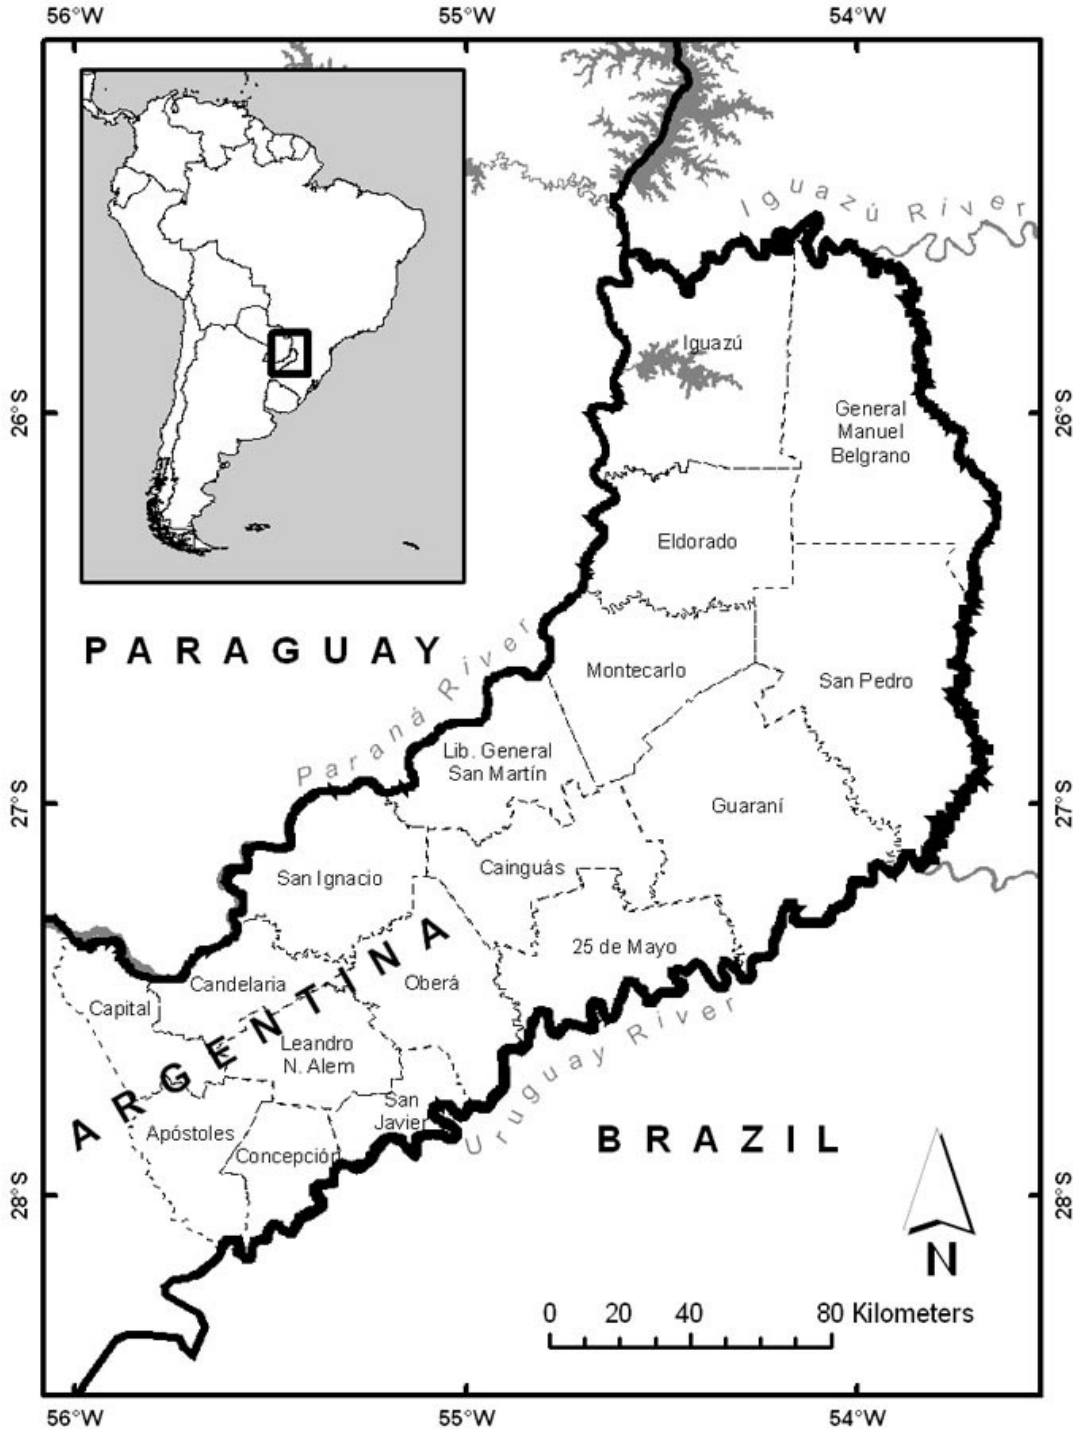 56°W 55°W 54°W
Iguazú River
Iguazú
26°S
26°S
General
Manuel
Belgrano
Eldorado
PARAGUAY
Paraná River
Montecarlo
San Pedro
Lib. General
San Martín
27°S
27°S
Guaraní
Cainguás
San Ignacio
25 de Mayo
Candelaria
Oberá
Capital
ARGENTINA
Leandro
N. Alem
Uruguay River
San
Javier
Apóstoles
Concepción
BRAZIL
28°S
28°S
N
0 20 40 80 Kilometers
56°W 55°W 54°W